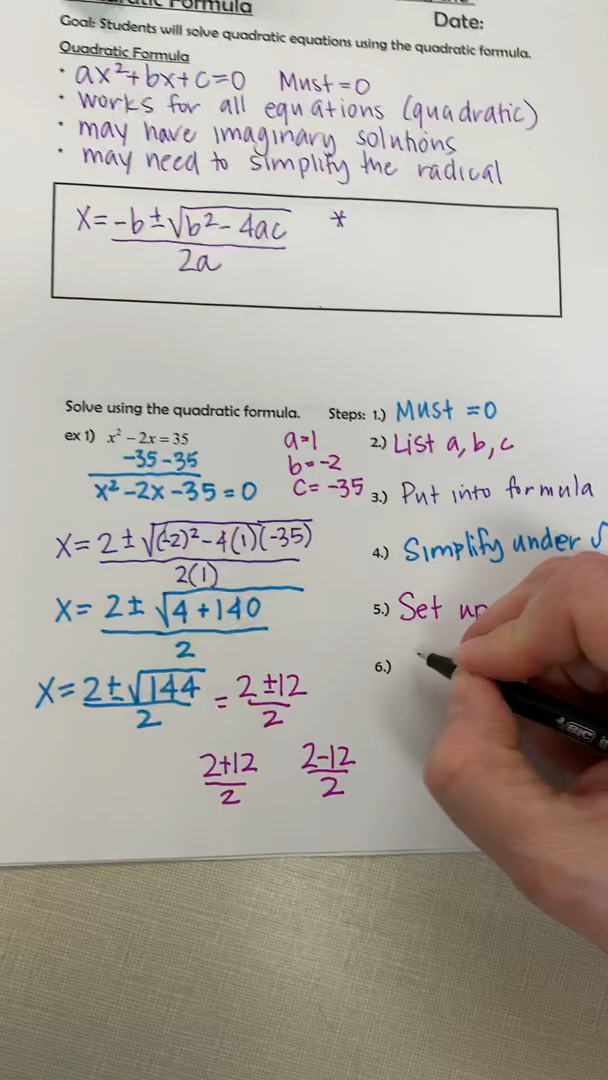 Formula
Date:
Goal: Students will solve quadratic equations using the quadratic formula.
Quadratic Formula
· ax²+bx+c=0 Must=0
· works for all equations (quadratic)
· may have imaginary solutions
· may need to simplify the radical
x = (-b ± √(b² - 4ac)) / 2a *
Solve using the quadratic formula. Steps: 1.) Must = 0
ex 1) x² – 2x = 35
-35 -35
x² - 2x - 35 = 0
a=1
b=-2
c= -35
2.) List a, b, c
3.) Put into formula
x = (2 ± √((-2)² - 4(1)(-35))) / 2(1)
4.) Simplify under √
x = (2 ± √(4 + 140)) / 2
5.) Set up
6.)
x = (2 ± √144) / 2 = (2 ± 12) / 2
(2+12) / 2 (2-12) / 2
BIC